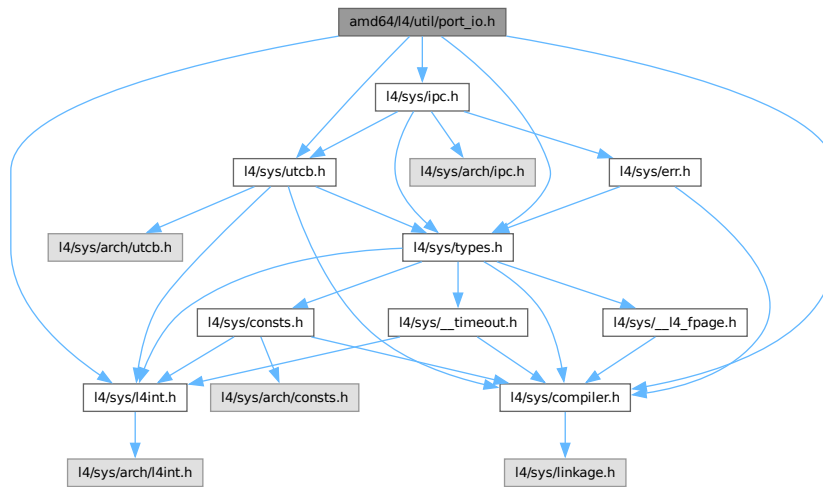 amd64/l4/util/port_io.h
l4/sys/ipc.h
l4/sys/utcb.h
l4/sys/arch/ipc.h
l4/sys/err.h
l4/sys/arch/utcb.h
l4/sys/types.h
l4/sys/consts.h
l4/sys/__timeout.h
l4/sys/__l4_fpage.h
l4/sys/l4int.h
l4/sys/arch/consts.h
l4/sys/compiler.h
l4/sys/arch/l4int.h
l4/sys/linkage.h